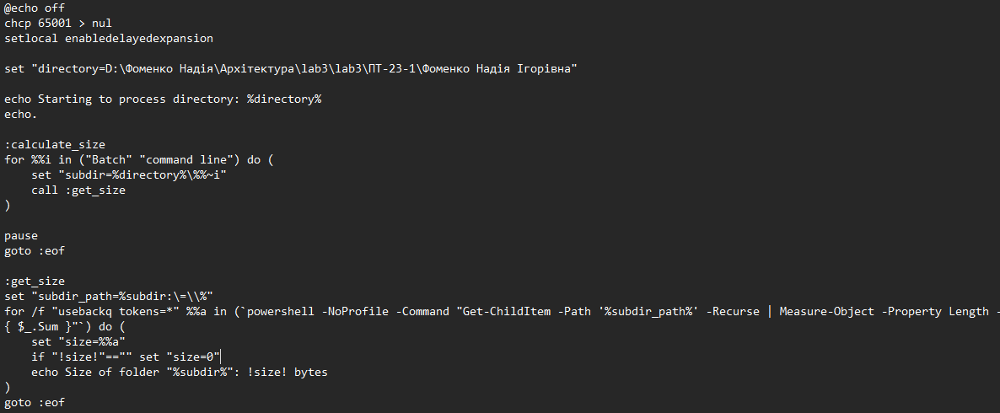 @echo off
chcp 65001 > nul
setlocal enabledelayedexpansion
set "directory=D:\Фоменко Надія\Архітектура\lab3\lab3\ПТ-23-1\Фоменко Надія Ігорівна"
echo Starting to process directory: %directory%
echo.
:calculate_size
for %%i in ("Batch" "command line") do (
    set "subdir=%directory%\%%~i"
    call :get_size
)
pause
goto :eof
:get_size
set "subdir_path=%subdir:\=\\%"
for /f "usebackq tokens=*" %%a in (`powershell -NoProfile -Command "Get-ChildItem -Path '%subdir_path%' -Recurse | Measure-Object -Property Length -
{ $_.Sum }"`) do (
    set "size=%%a"
    if "!size!"=="" set "size=0"
    echo Size of folder "%subdir%": !size! bytes
)
goto :eof